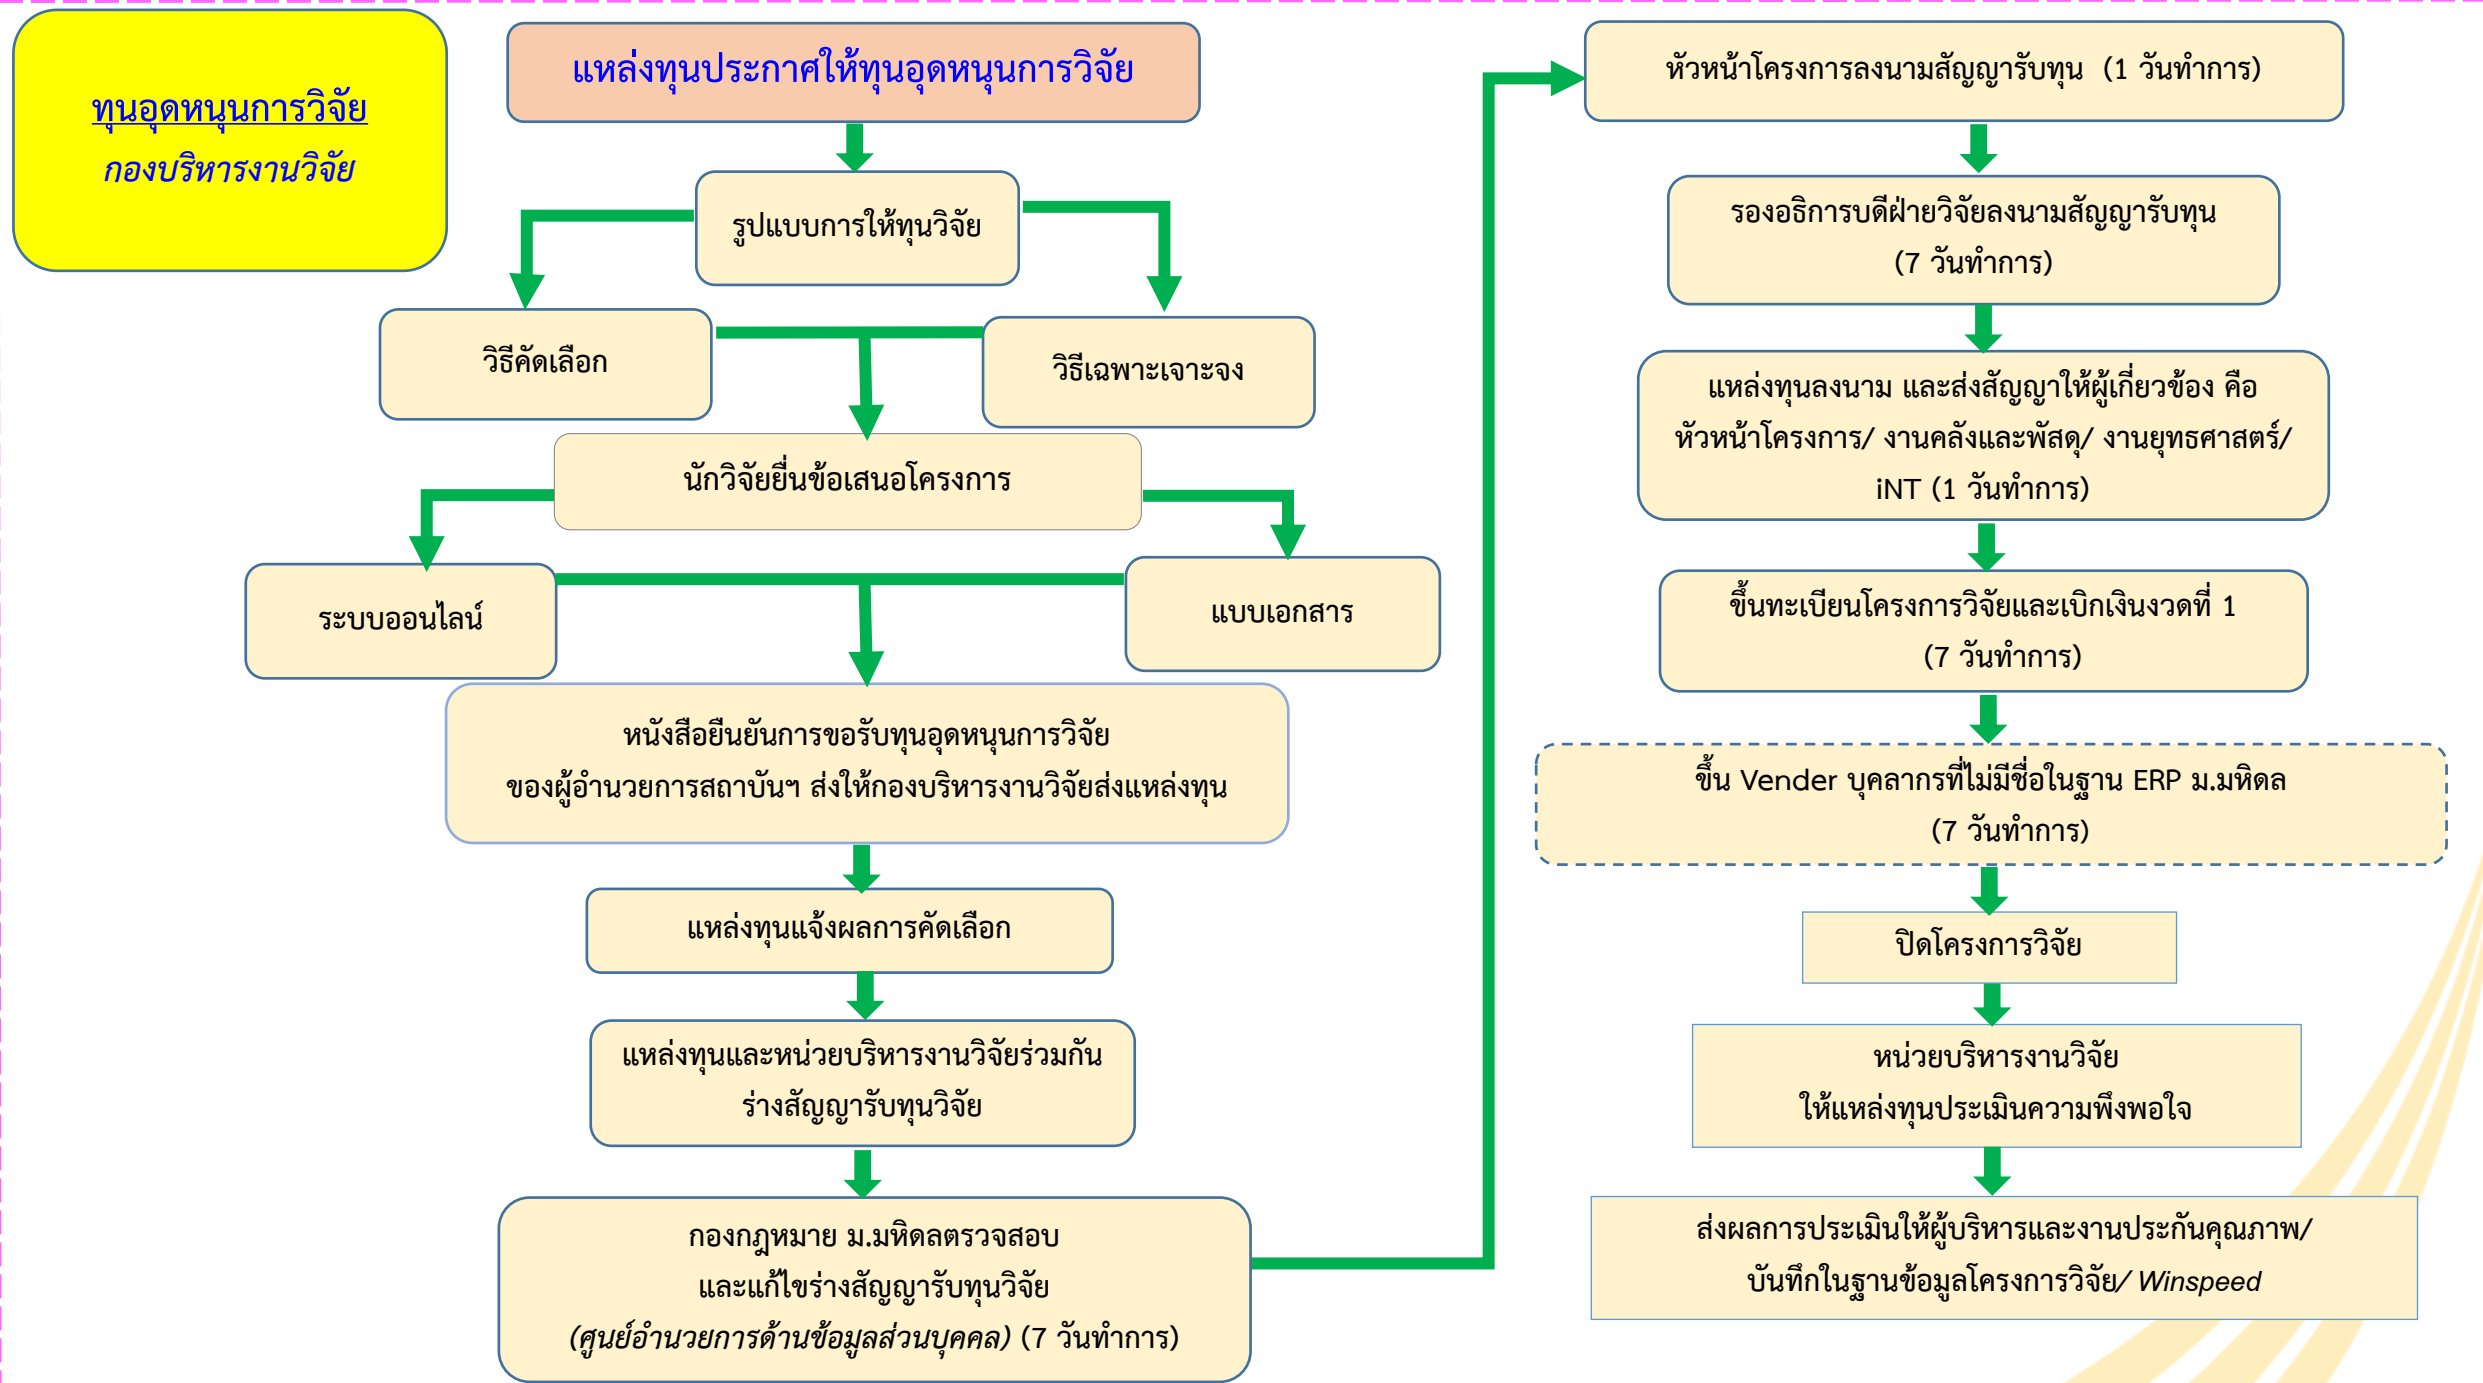 ทุนอุดหนุนการวิจัย
กองบริหารงานวิจัย
แหล่งทุนประกาศให้ทุนอุดหนุนการวิจัย
รูปแบบการให้ทุนวิจัย
วิธีคัดเลือก
วิธีเฉพาะเจาะจง
นักวิจัยยื่นข้อเสนอโครงการ
ระบบออนไลน์
แบบเอกสาร
หนังสือยืนยันการขอรับทุนอุดหนุนการวิจัย
ของผู้อำนวยการสถาบันฯ ส่งให้กองบริหารงานวิจัยส่งแหล่งทุน
แหล่งทุนแจ้งผลการคัดเลือก
แหล่งทุนและหน่วยบริหารงานวิจัยร่วมกัน
ร่างสัญญารับทุนวิจัย
กองกฎหมาย ม.มหิดลตรวจสอบ
และแก้ไขร่างสัญญารับทุนวิจัย
(ศูนย์อำนวยการด้านข้อมูลส่วนบุคคล) (7 วันทำการ)
หัวหน้าโครงการลงนามสัญญารับทุน (1 วันทำการ)
รองอธิการบดีฝ่ายวิจัยลงนามสัญญารับทุน
(7 วันทำการ)
แหล่งทุนลงนาม และส่งสัญญาให้ผู้เกี่ยวข้อง คือ
หัวหน้าโครงการ/ งานคลังและพัสดุ/ งานยุทธศาสตร์/
iNT (1 วันทำการ)
ขึ้นทะเบียนโครงการวิจัยและเบิกเงินงวดที่ 1
(7 วันทำการ)
ขึ้น Vender บุคลากรที่ไม่มีชื่อในฐาน ERP ม.มหิดล
(7 วันทำการ)
ปิดโครงการวิจัย
หน่วยบริหารงานวิจัย
ให้แหล่งทุนประเมินความพึงพอใจ
ส่งผลการประเมินให้ผู้บริหารและงานประกันคุณภาพ/
บันทึกในฐานข้อมูลโครงการวิจัย/ Winspeed